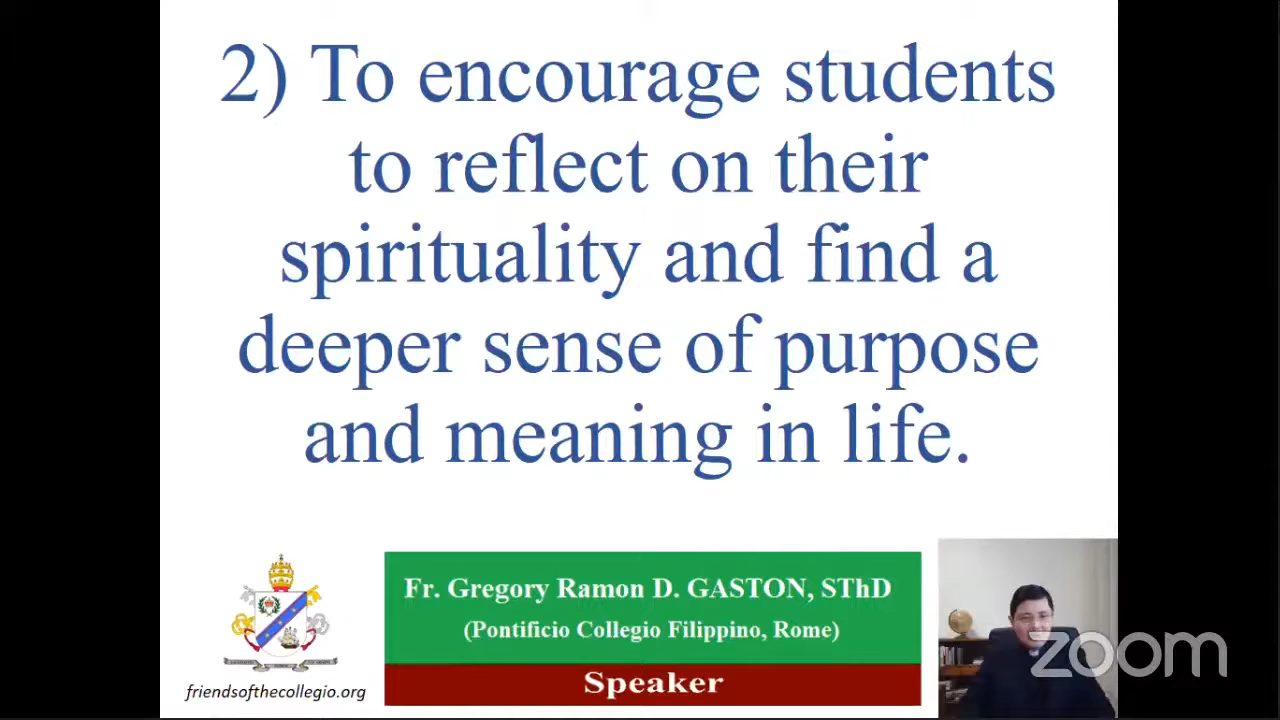 2) To encourage students
to reflect on their
spirituality and find a
deeper sense of purpose
and meaning in life.
Fr. Gregory Ramon D. GASTON, SThD
(Pontificio Collegio Filippino, Rome)
Speaker
friendsofthecollegio.org
zoom